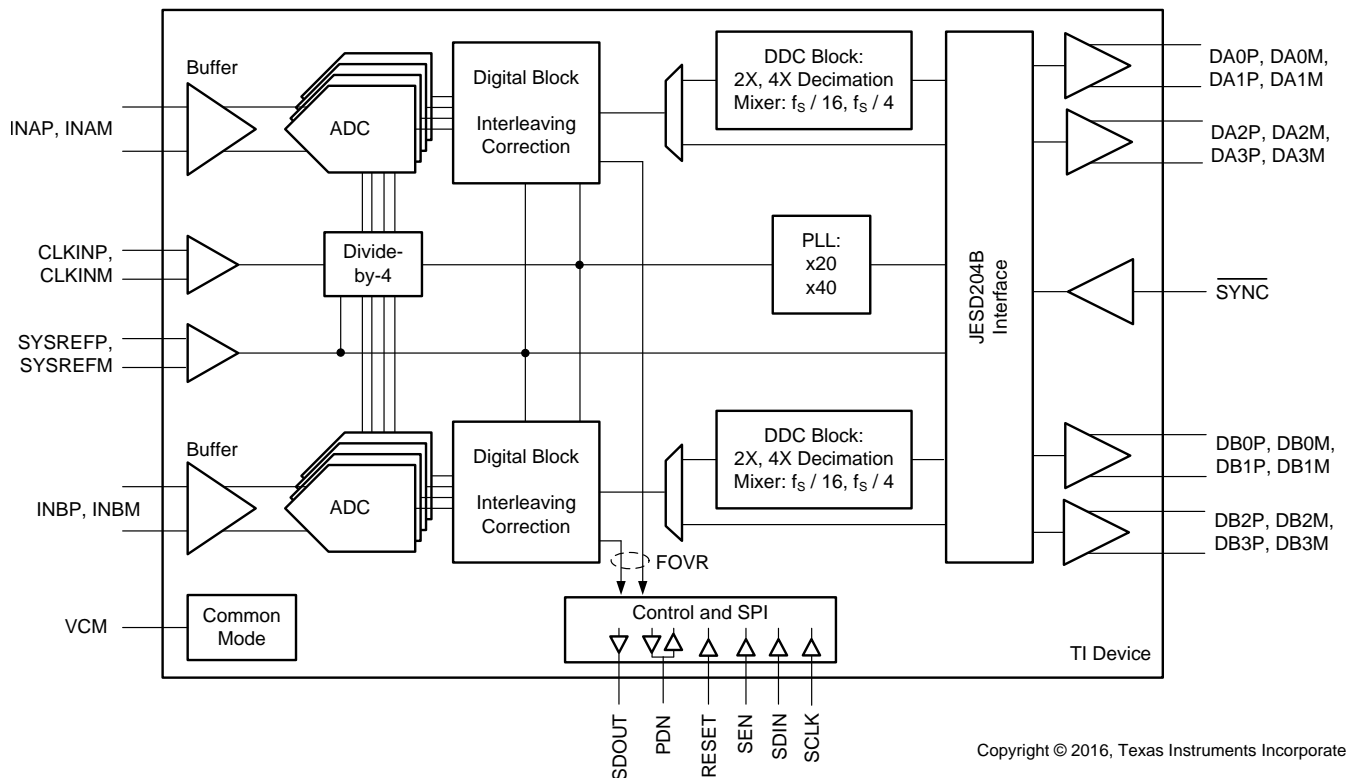 Buffer
INAP, INAM
ADC
Digital Block
Interleaving
Correction
DDC Block:
2X, 4X Decimation
Mixer: fS / 16, fS / 4
DA0P, DA0M,
DA1P, DA1M
DA2P, DA2M,
DA3P, DA3M
CLKINP,
CLKINM
Divide-
by-4
PLL:
x20
x40
JESD204B
Interface
SYNC
SYSREFP,
SYSREFM
Buffer
INBP, INBM
ADC
Digital Block
Interleaving
Correction
DDC Block:
2X, 4X Decimation
Mixer: fS / 16, fS / 4
DB0P, DB0M,
DB1P, DB1M
DB2P, DB2M,
DB3P, DB3M
FOVR
VCM
Common
Mode
Control and SPI
TI Device
SDOUT
PDN
RESET
SEN
SDIN
SCLK
Copyright © 2016, Texas Instruments Incorporate